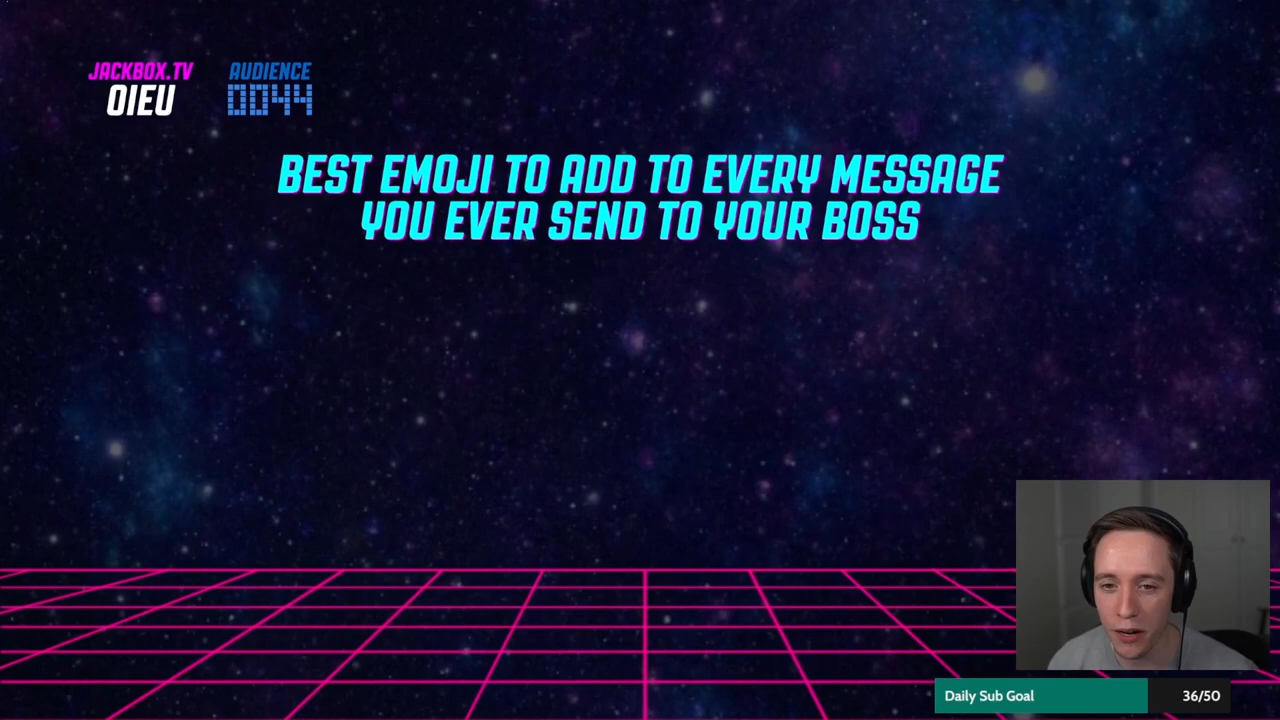 JACKBOX.TV
OIEU
AUDIENCE
0044
BEST EMOJI TO ADD TO EVERY MESSAGE
YOU EVER SEND TO YOUR BOSS
Daily Sub Goal 36/50